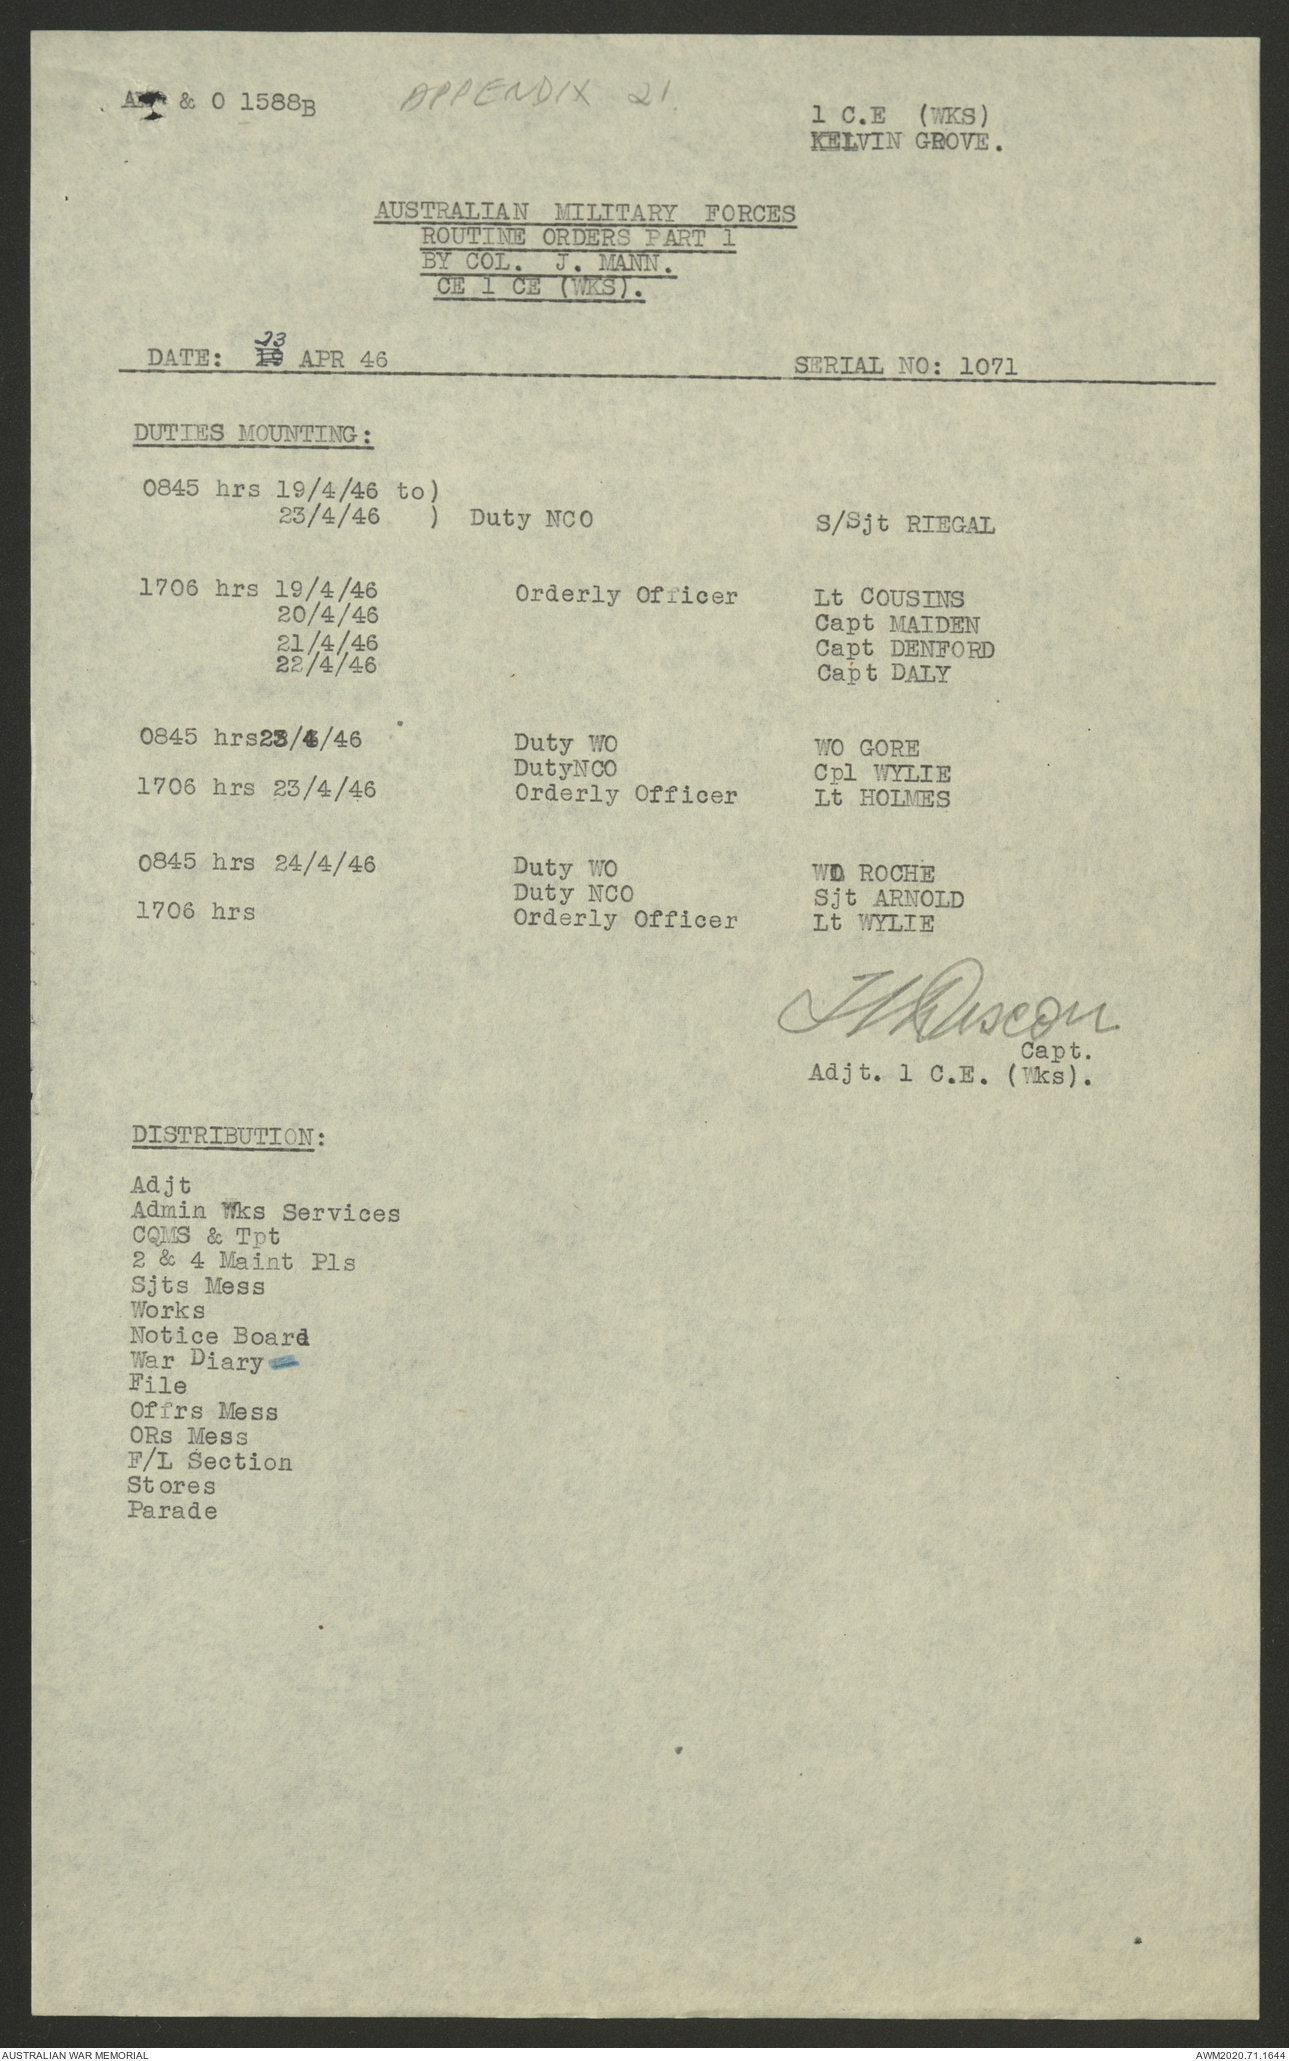 & O 1588B
APPENDIX 21.
1 C.E (WKS)
KELVIN GROVE.
AUSTRALIAN MILITARY FORCES
ROUTINE ORDERS PART 1
BY COL. J. MANN.
CE 1 CE (WKS).
23
DATE: 19 APR 46 SERIAL NO: 1071
DUTIES MOUNTING:
0845 hrs 19/4/46 to)
23/4/46 ) Duty NCO S/Sjt RIEGAL
1706 hrs 19/4/46 Orderly Officer Lt COUSINS
20/4/46 Capt MAIDEN
21/4/46 Capt DENFORD
22/4/46 Capt DALY
0845 hrs23/4/46 Duty WO WO GORE
DutyNCO Cpl WYLIE
1706 hrs 23/4/46 Orderly Officer Lt HOLMES
0845 hrs 24/4/46 Duty WO WO ROCHE
Duty NCO Sjt ARNOLD
1706 hrs Orderly Officer Lt WYLIE
Capt.
Adjt. 1 C.E. (Wks).
DISTRIBUTION:
Adjt
Admin Wks Services
CQMS & Tpt
2 & 4 Maint Pls
Sjts Mess
Works
Notice Board
War Diary
File
Offrs Mess
ORs Mess
F/L Section
Stores
Parade
AUSTRALIAN WAR MEMORIAL AWM2020.71.1644